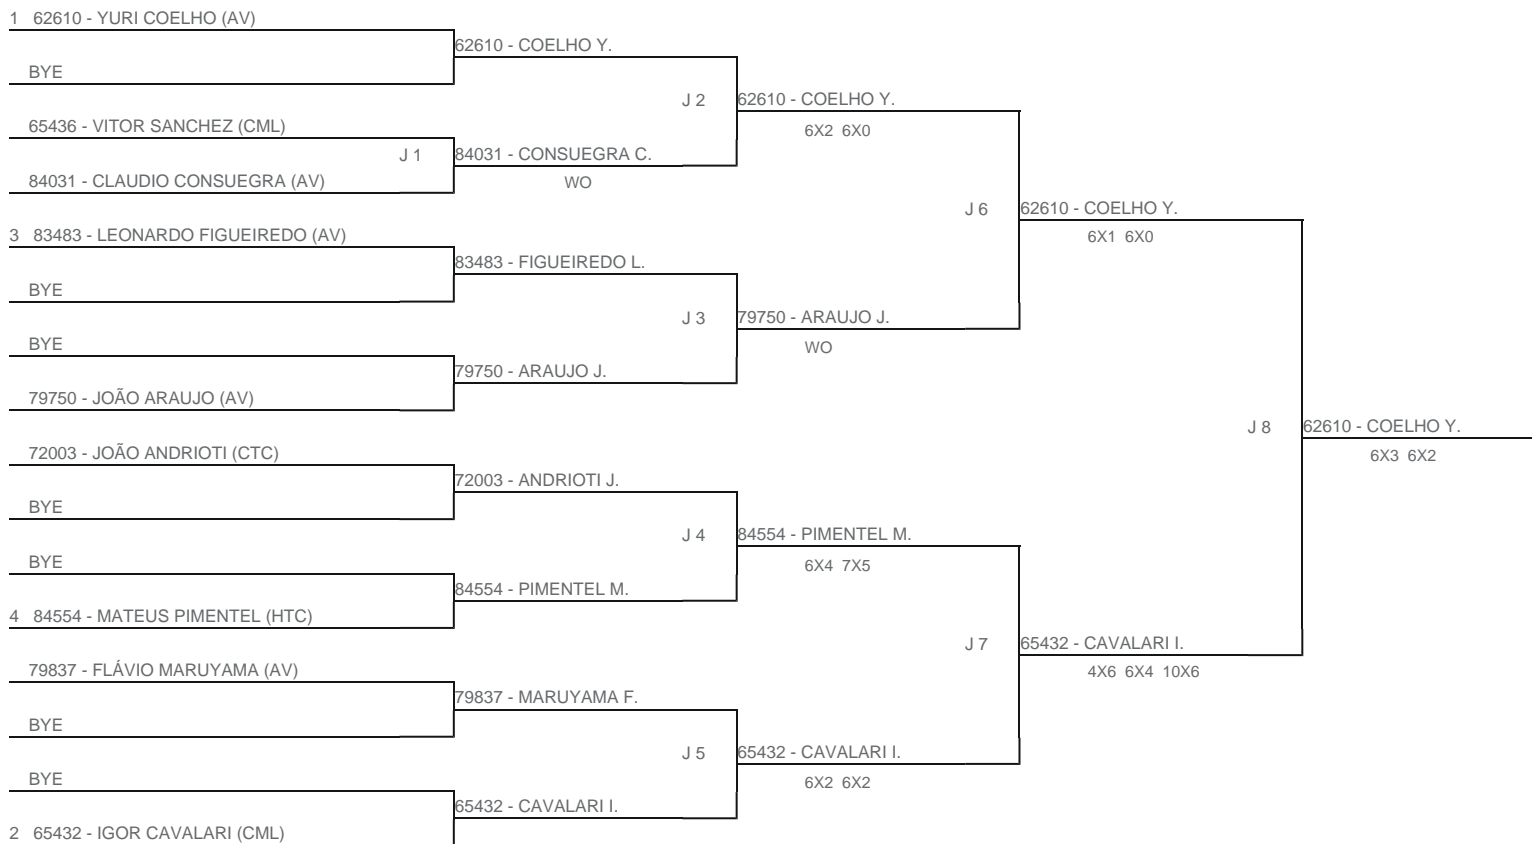 1 62610 - YURI COELHO (AV)
BYE
65436 - VITOR SANCHEZ (CML)
84031 - CLAUDIO CONSUEGRA (AV)
3 83483 - LEONARDO FIGUEIREDO (AV)
BYE
BYE
79750 - JOÃO ARAUJO (AV)
72003 - JOÃO ANDRIOTI (CTC)
BYE
BYE
4 84554 - MATEUS PIMENTEL (HTC)
79837 - FLÁVIO MARUYAMA (AV)
BYE
BYE
2 65432 - IGOR CAVALARI (CML)
62610 - COELHO Y.
J 1
84031 - CONSUEGRA C.
WO
83483 - FIGUEIREDO L.
79750 - ARAUJO J.
72003 - ANDRIOTI J.
84554 - PIMENTEL M.
79837 - MARUYAMA F.
65432 - CAVALARI I.
J 2
62610 - COELHO Y.
6X2 6X0
J 3
79750 - ARAUJO J.
WO
J 4
84554 - PIMENTEL M.
6X4 7X5
J 5
65432 - CAVALARI I.
6X2 6X2
J 6
62610 - COELHO Y.
6X1 6X0
J 7
65432 - CAVALARI I.
4X6 6X4 10X6
J 8
62610 - COELHO Y.
6X3 6X2